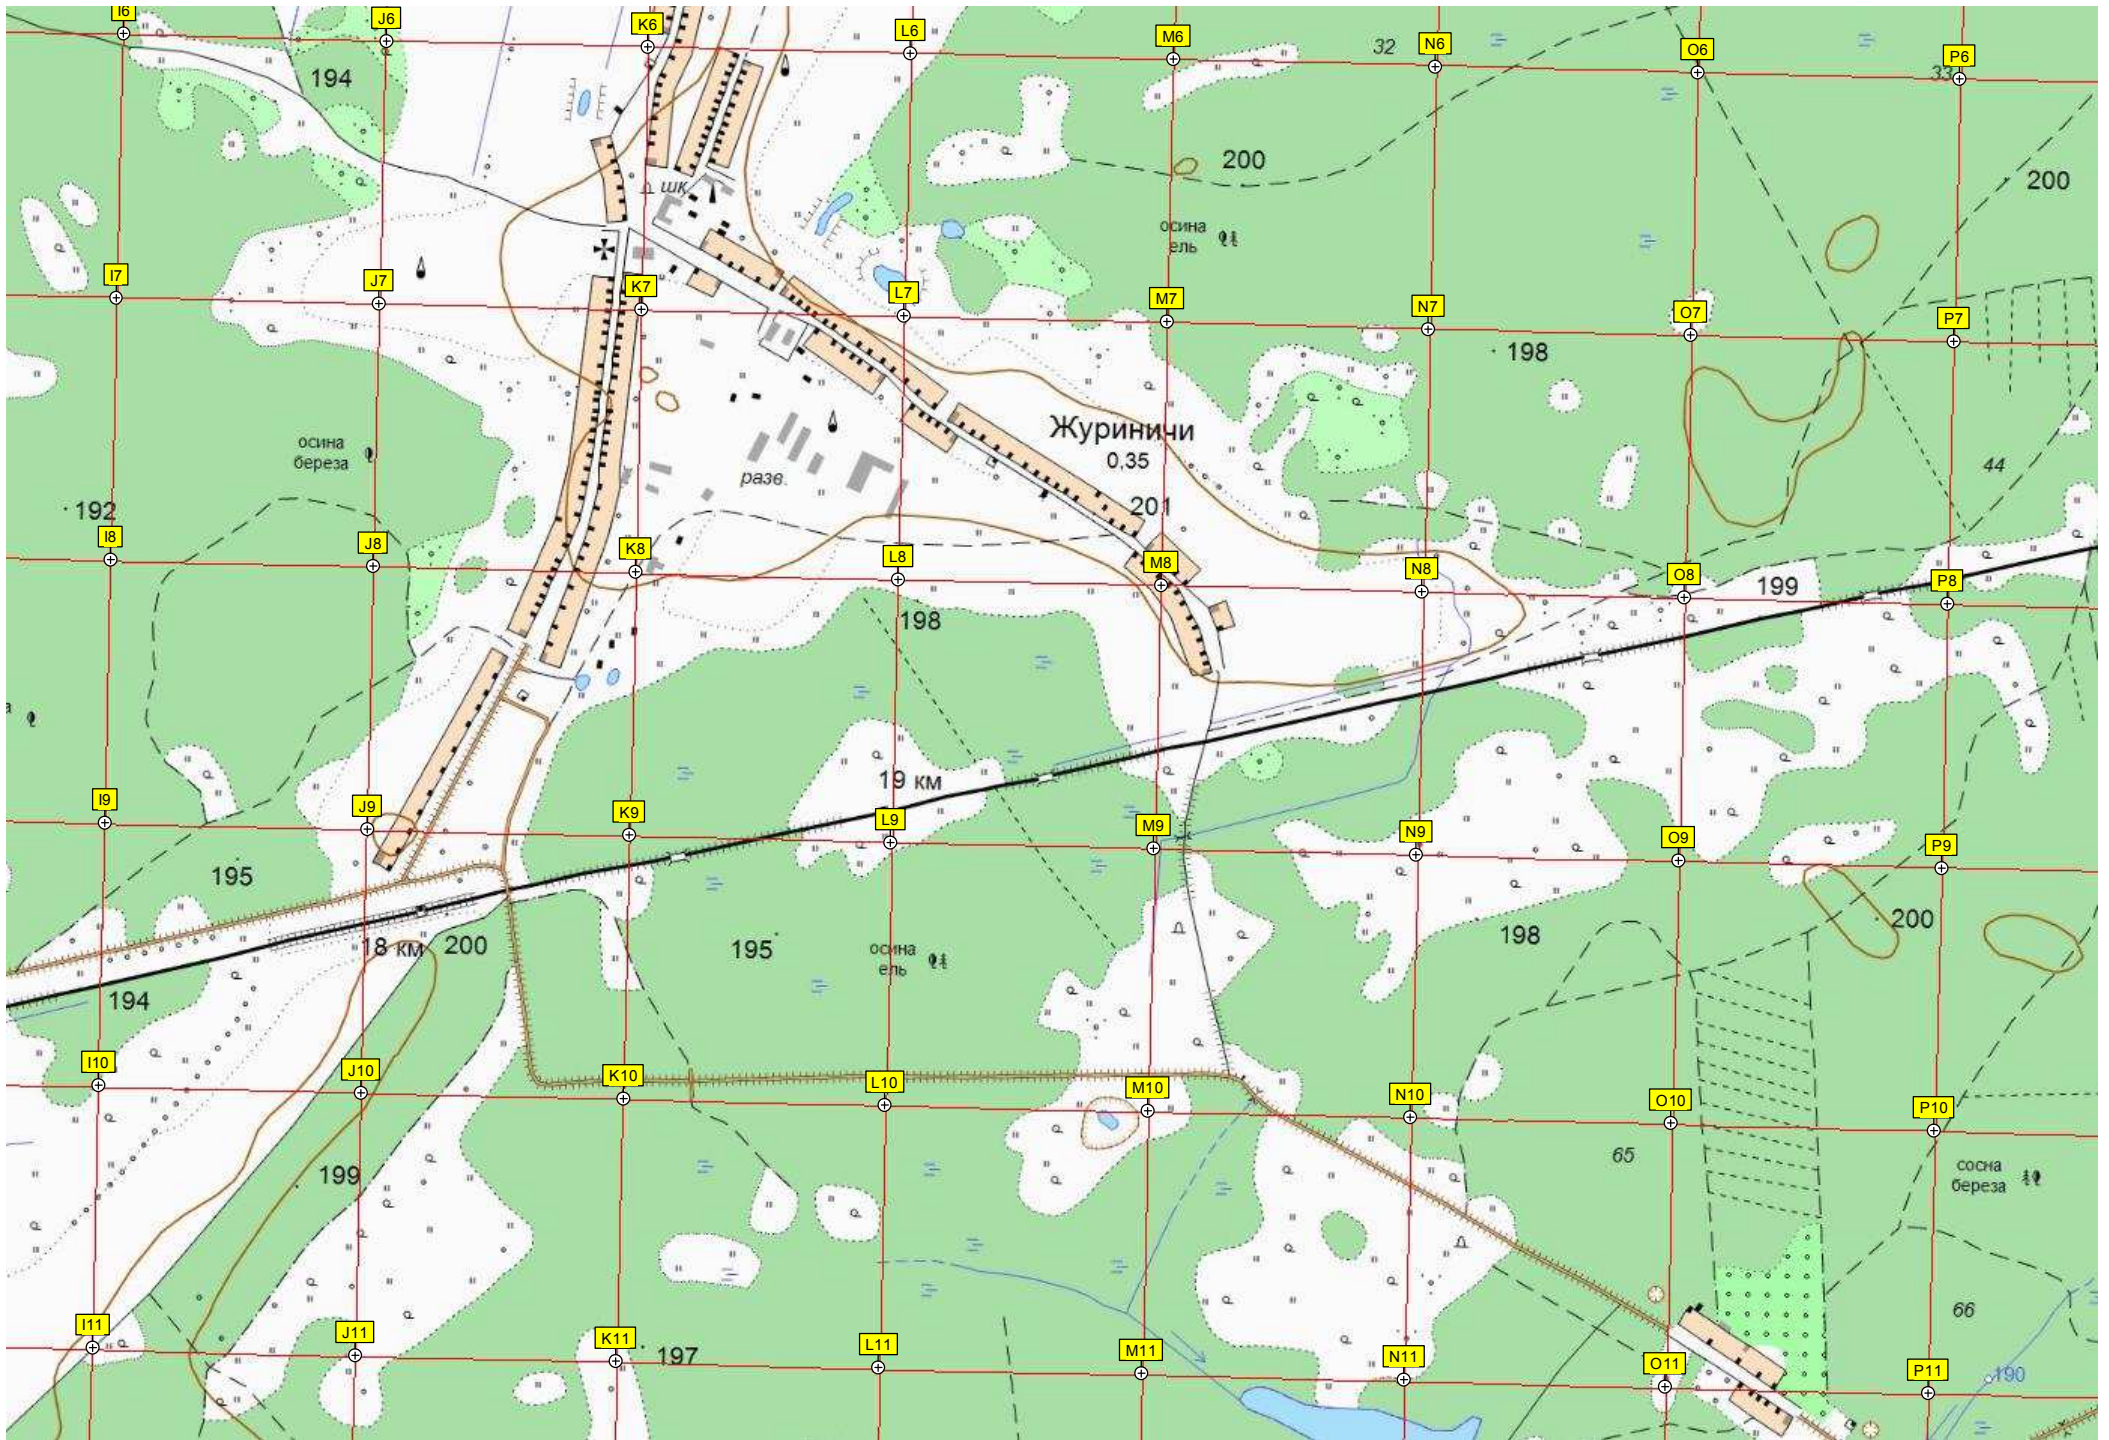 I6
J6
K6
L6
M6
N6
O6
P6
32
33
194
200
200
шк.
осина
ель
I7
J7
K7
L7
M7
N7
O7
P7
198
Журиничи
0,35
осина
береза
44
разв.
192
201
I8
J8
K8
L8
M8
N8
O8
P8
199
198
19 км
I9
J9
K9
L9
M9
N9
O9
P9
195
200
18 км
200
195
осина
ель
198
194
I10
J10
K10
L10
M10
N10
O10
P10
65
199
сосна
береза
66
I11
J11
K11
L11
M11
N11
O11
P11
197
190